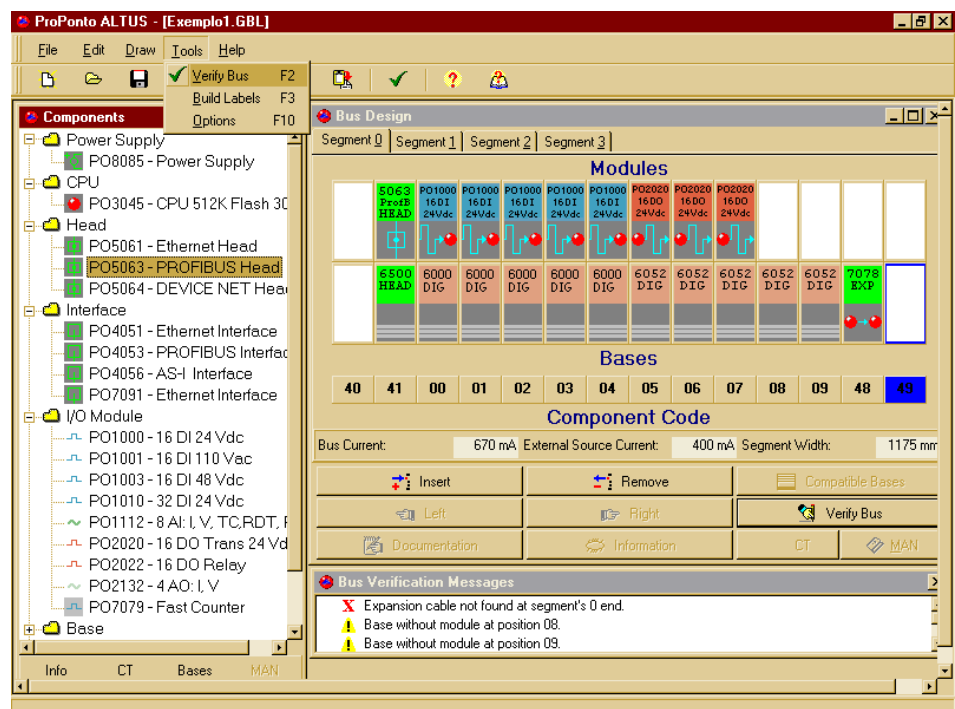 ProPonto ALTUS - [Exemplo1.GBL]
File Edit Draw Tools Help
Verify Bus F2
Build Labels F3
Options F10
Components
Power Supply
PO8085 - Power Supply
CPU
PO3045 - CPU 512K Flash 30
Head
PO5061 - Ethernet Head
PO5063 - PROFIBUS Head
PO5064 - DEVICE NET Hea
Interface
PO4051 - Ethernet Interface
PO4053 - PROFIBUS Interfac
PO4056 - AS-I Interface
PO7091 - Ethernet Interface
I/O Module
PO1000 - 16 DI 24 Vdc
PO1001 - 16 DI 110 Vac
PO1003 - 16 DI 48 Vdc
PO1010 - 32 DI 24 Vdc
PO1112 - 8 AI: I, V, TC,RDT, F
PO2020 - 16 DO Trans 24 Vd
PO2022 - 16 DO Relay
PO2132 - 4 AO: I, V
PO7079 - Fast Counter
Base
Info CT Bases MAN
Bus Design
Segment 0 Segment 1 Segment 2 Segment 3
Modules
5063 PO1000 PO1000 PO1000 PO1000 PO1000 PO2020 PO2020 PO2020
ProfB 16DI 16DI 16DI 16DI 16DI 16DO 16DO 16DO
HEAD 24Vdc 24Vdc 24Vdc 24Vdc 24Vdc 24Vdc 24Vdc 24Vdc
6500 6000 6000 6000 6000 6000 6052 6052 6052 6052 6052 7078
HEAD DIG DIG DIG DIG DIG DIG DIG DIG DIG DIG EXP
Bases
40 41 00 01 02 03 04 05 06 07 08 09 48 49
Component Code
Bus Current: 670 mA External Source Current: 400 mA Segment Width: 1175 mm
Insert Remove Compatible Bases
Left Right Verify Bus
Documentation Information CT MAN
Bus Verification Messages
X Expansion cable not found at segment's 0 end.
! Base without module at position 08.
! Base without module at position 09.